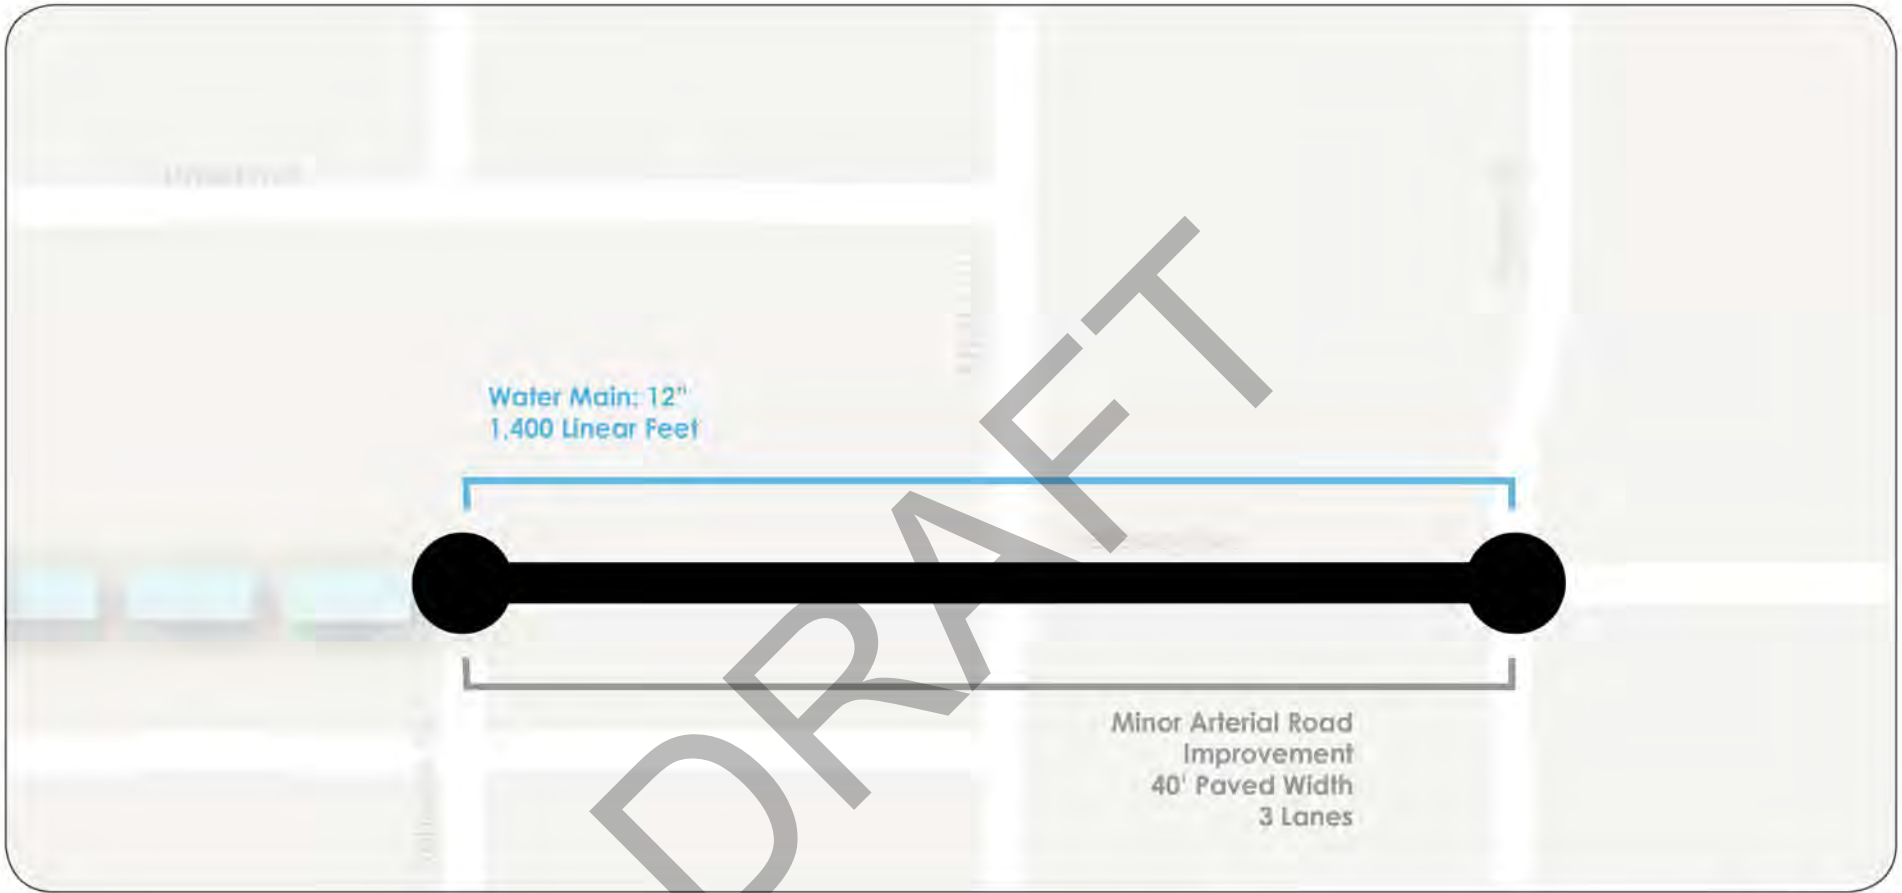 Water Main: 12"
1,400 Linear Feet
DRAFT
Minor Arterial Road
Improvement
40' Paved Width
3 Lanes